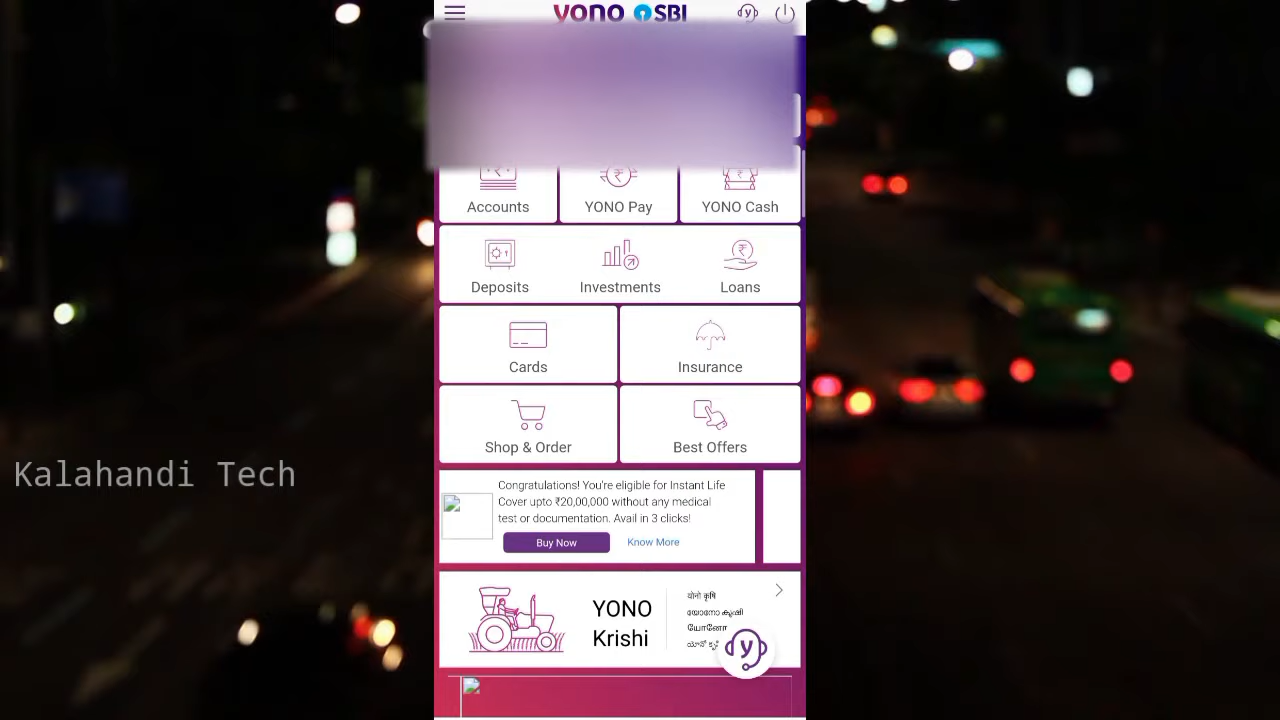 yono SBI
Accounts
YONO Pay
YONO Cash
Deposits
Investments
Loans
Cards
Insurance
Shop & Order
Best Offers
Kalahandi Tech
Congratulations! You're eligible for Instant Life
Cover upto ₹20,00,000 without any medical
test or documentation. Avail in 3 clicks!
Buy Now
Know More
YONO
Krishi
योनो कृषि
യോനോ കൃഷി
யோனோ
y